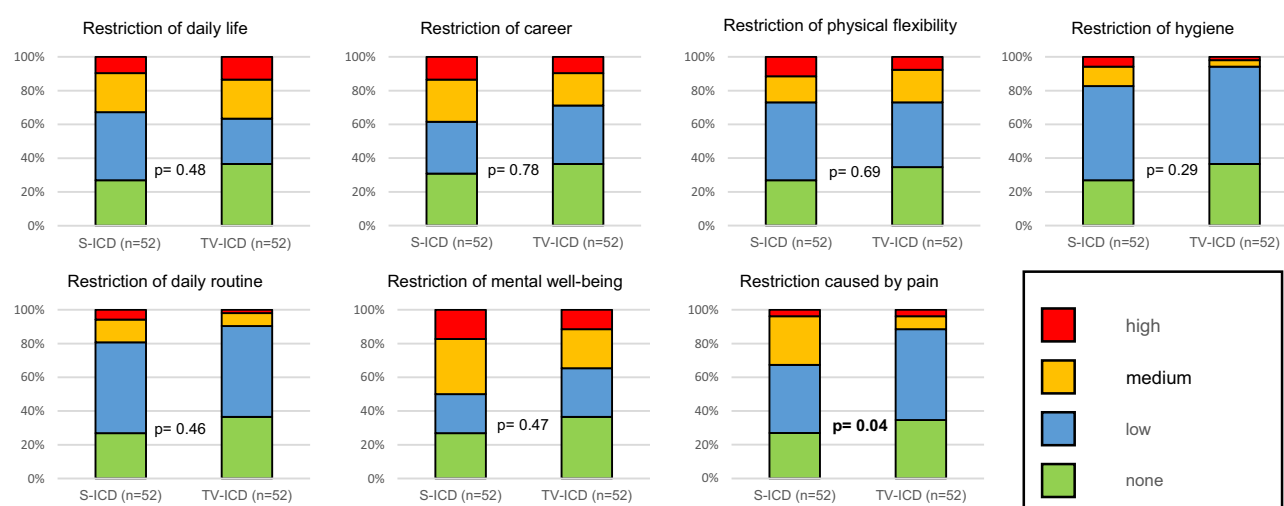 Restriction of daily life
100%
80%
60%
40%
20%
0%
p= 0.48
S-ICD (n=52)
TV-ICD (n=52)
Restriction of career
100%
80%
60%
40%
20%
0%
p= 0.78
S-ICD (n=52)
TV-ICD (n=52)
Restriction of physical flexibility
100%
80%
60%
40%
20%
0%
p= 0.69
S-ICD (n=52)
TV-ICD (n=52)
Restriction of hygiene
100%
80%
60%
40%
20%
0%
p= 0.29
S-ICD (n=52)
TV-ICD (n=52)
Restriction of daily routine
100%
80%
60%
40%
20%
0%
p= 0.46
S-ICD (n=52)
TV-ICD (n=52)
Restriction of mental well-being
100%
80%
60%
40%
20%
0%
p= 0.47
S-ICD (n=52)
TV-ICD (n=52)
Restriction caused by pain
100%
80%
60%
40%
20%
0%
p= 0.04
S-ICD (n=52)
TV-ICD (n=52)
high
medium
low
none